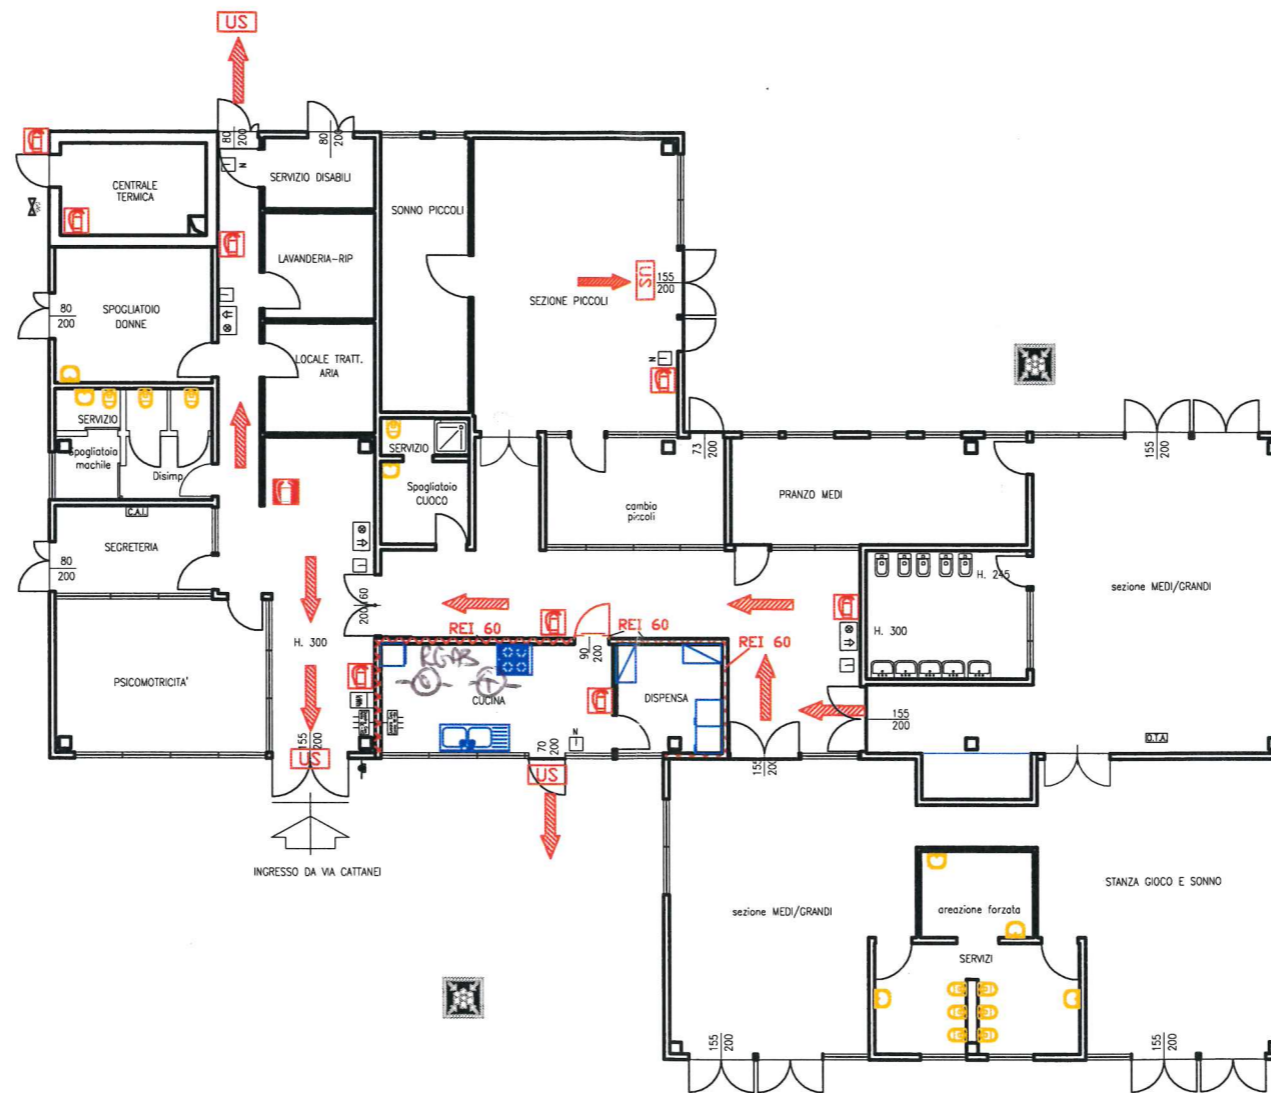 US
80
200
80
200
N
CENTRALE
TERMICA
SERVIZIO DISABILI
SONNO PICCOLI
LAVANDERIA-RIP
US
155
200
SEZIONE PICCOLI
80
200
SPOGLIATOIO
DONNE
LOCALE TRATT.
ARIA
N
SERVIZIO
Spogliatoio
machile
Disimp
SERVIZIO
Spogliatoio
CUOCO
73
200
155
200
cambio
piccoli
PRANZO MEDI
C.A.I.
SEGRETERIA
80
200
H. 245
sezione MEDI/GRANDI
60
200
REI 60
REI 60
REI 60
H. 300
H. 300
RGAS
90
200
PSICOMOTRICITA'
CUCINA
DISPENSA
155
200
N
70
200
155
200
155
200
D.T.A.
US
US
INGRESSO DA VIA CATTANEI
sezione MEDI/GRANDI
areazione forzata
STANZA GIOCO E SONNO
SERVIZI
155
200
155
200